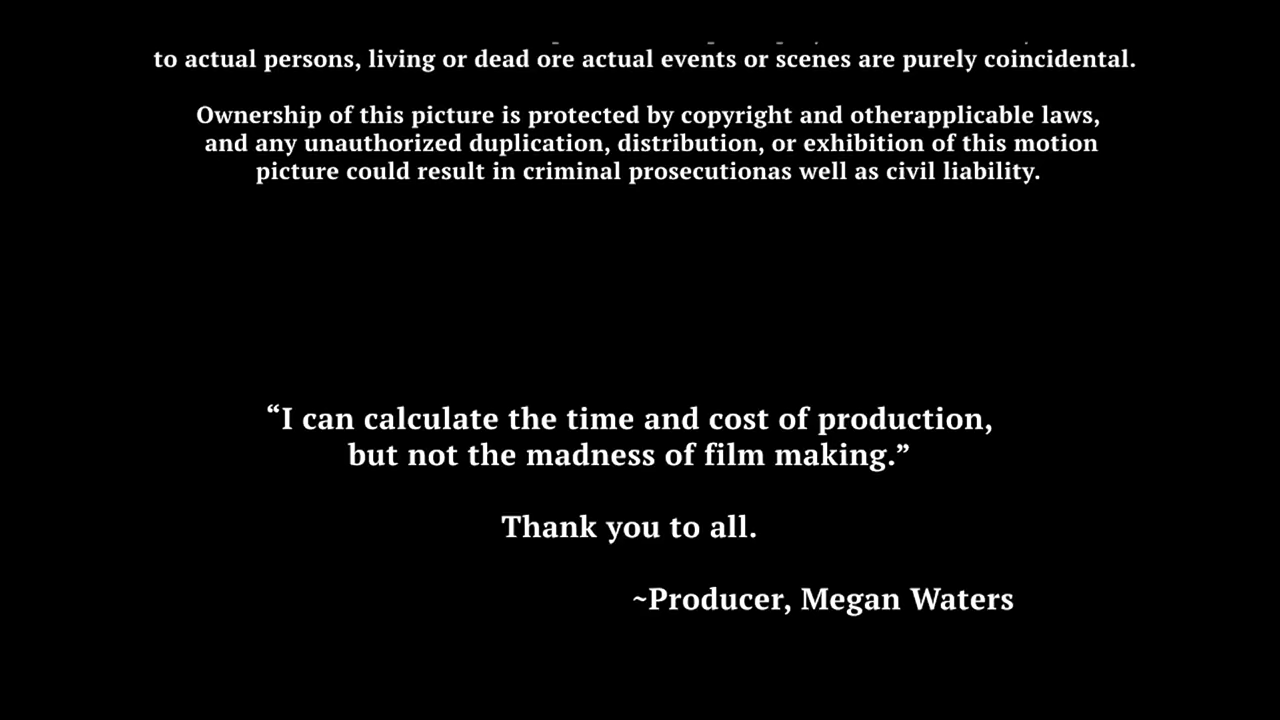 to actual persons, living or dead ore actual events or scenes are purely coincidental.
Ownership of this picture is protected by copyright and otherapplicable laws,
and any unauthorized duplication, distribution, or exhibition of this motion
picture could result in criminal prosecutionas well as civil liability.
“I can calculate the time and cost of production,
but not the madness of film making.”
Thank you to all.
~Producer, Megan Waters